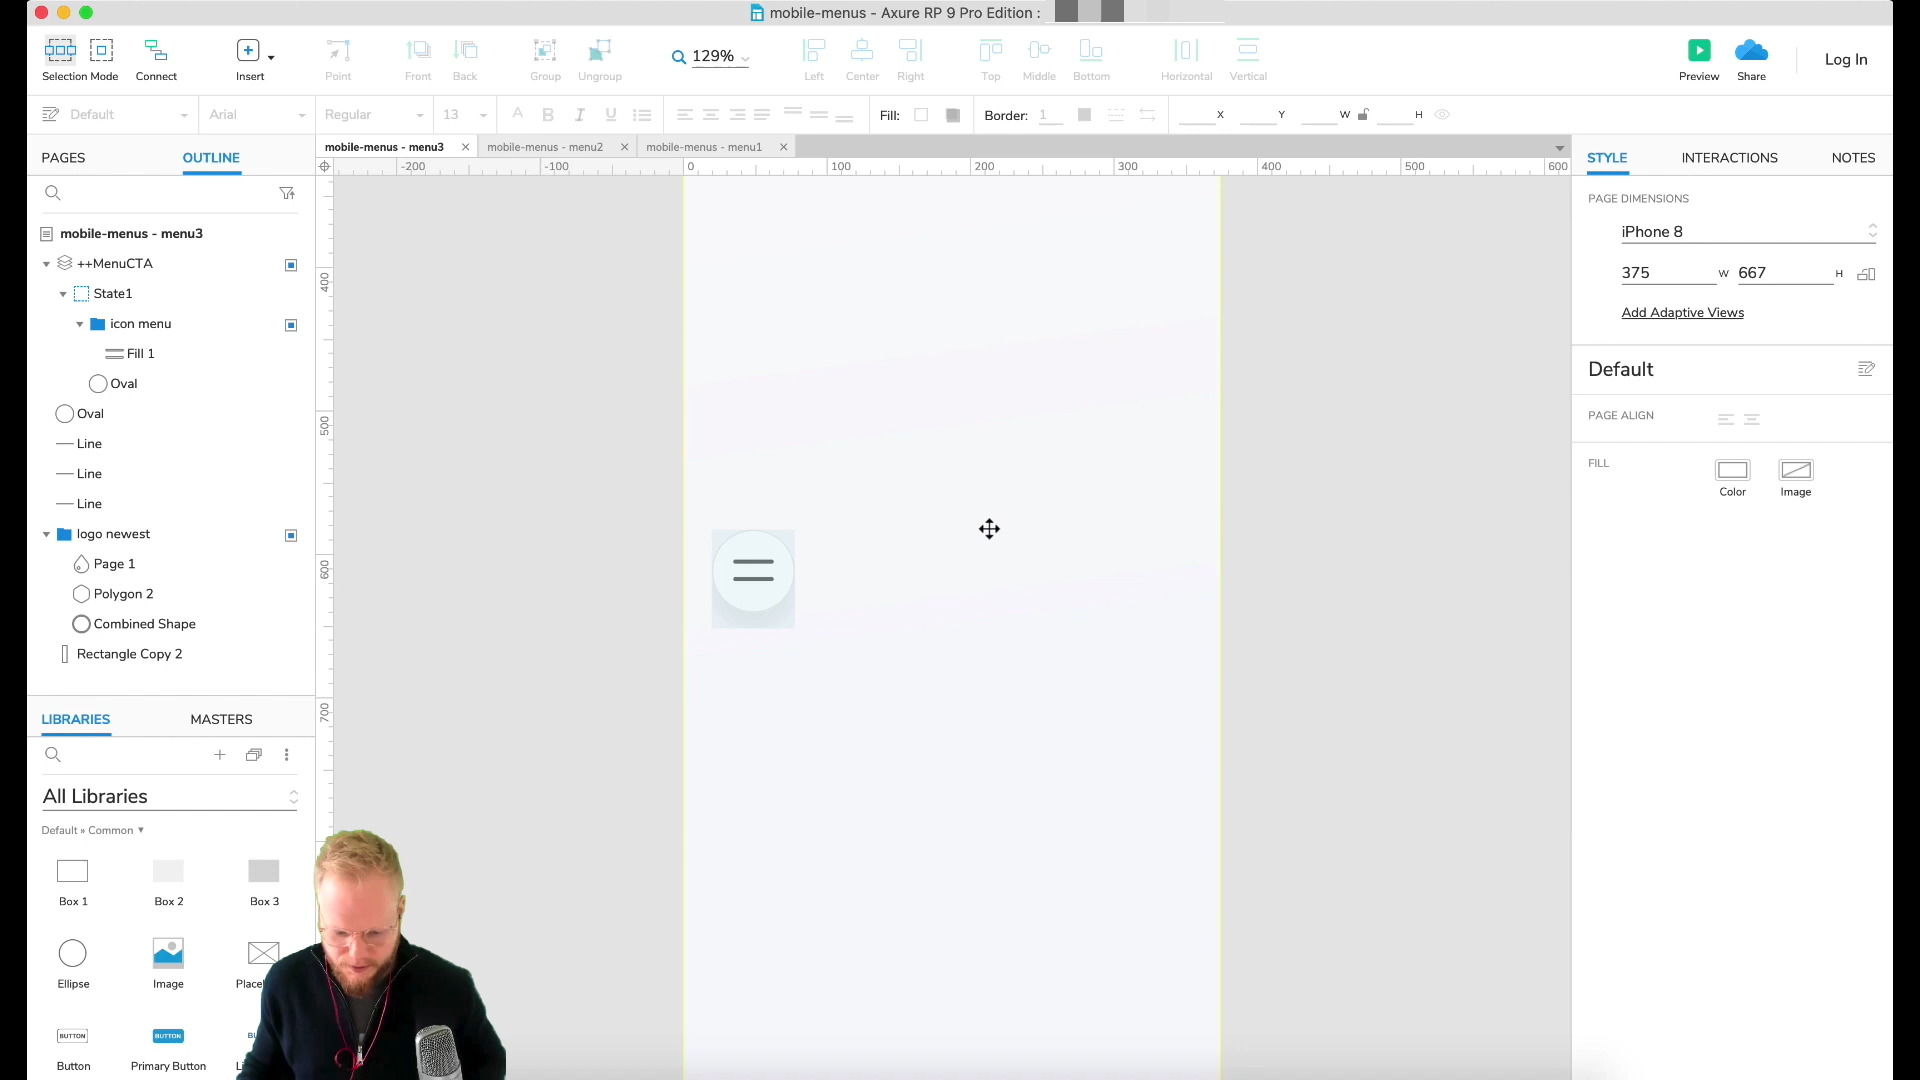 mobile-menus - Axure RP 9 Pro Edition :
Selection Mode
Connect
Insert
Point
Front
Back
Group
Ungroup
129%
Left
Center
Right
Top
Middle
Bottom
Horizontal
Vertical
Preview
Share
Log In
Default
Arial
Regular
13
A B I U
Fill:
Border: 1
X
Y
W
H
PAGES
OUTLINE
mobile-menus - menu3
mobile-menus - menu2
mobile-menus - menu1
-200
-100
0
100
200
300
400
500
600
400
500
600
700
mobile-menus - menu3
++MenuCTA
State1
icon menu
Fill 1
Oval
Oval
Line
Line
Line
logo newest
Page 1
Polygon 2
Combined Shape
Rectangle Copy 2
LIBRARIES
MASTERS
All Libraries
Default » Common
Box 1
Box 2
Box 3
Ellipse
Image
BUTTON
BUTTON
Button
Primary Button
STYLE
INTERACTIONS
NOTES
PAGE DIMENSIONS
iPhone 8
375 W 667 H
Add Adaptive Views
Default
PAGE ALIGN
FILL
Color
Image